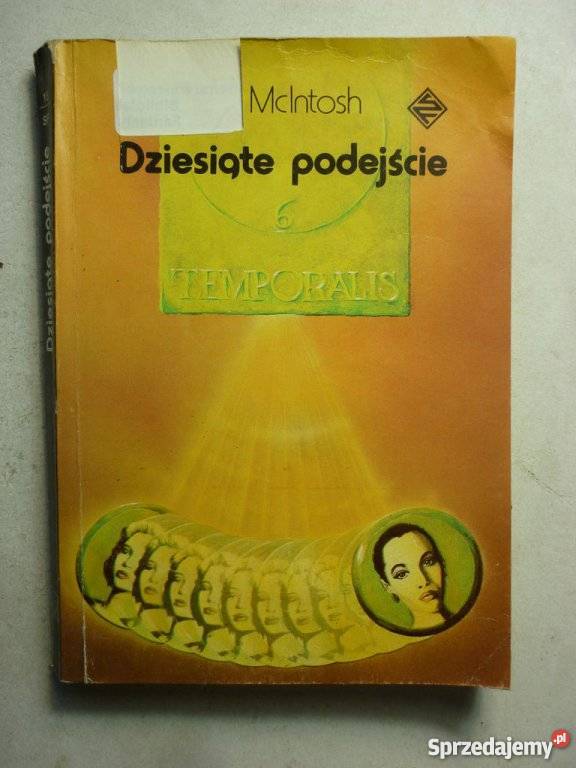 McIntosh
Dziesiąte podejście
6
TEMPORALIS
Dziesiąte podejście
Sprzedajemy.pl